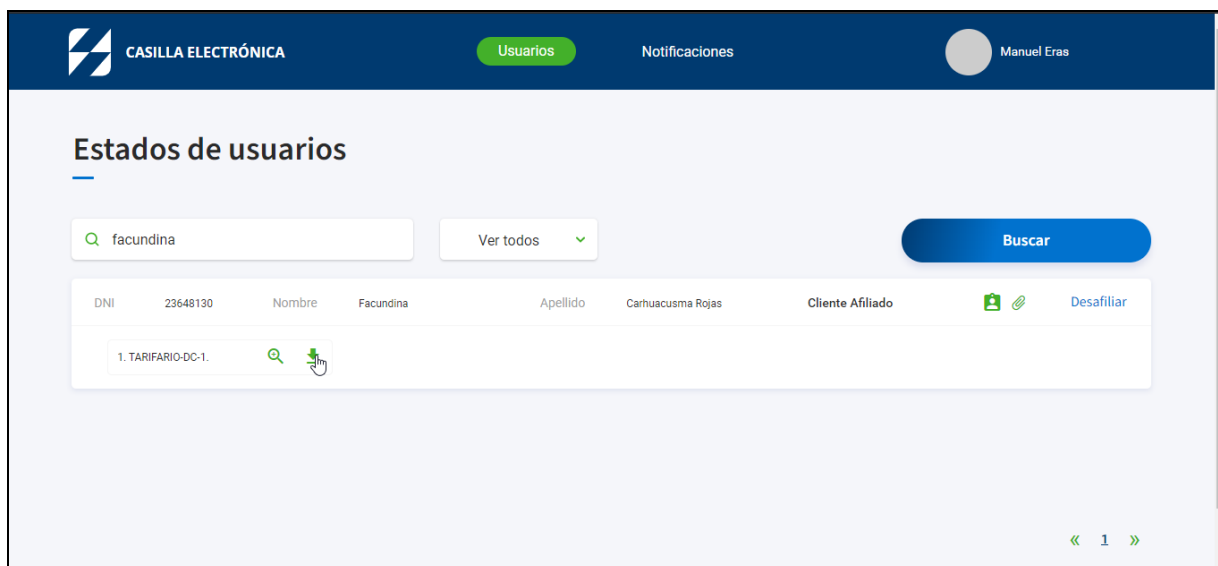 CASILLA ELECTRÓNICA Usuarios Notificaciones Manuel Eras
Estados de usuarios
facundina Ver todos Buscar
DNI 23648130 Nombre Facundina Apellido Carhuacusma Rojas Cliente Afiliado Desafiliar
1. TARIFARIO-DC-1.
« 1 »